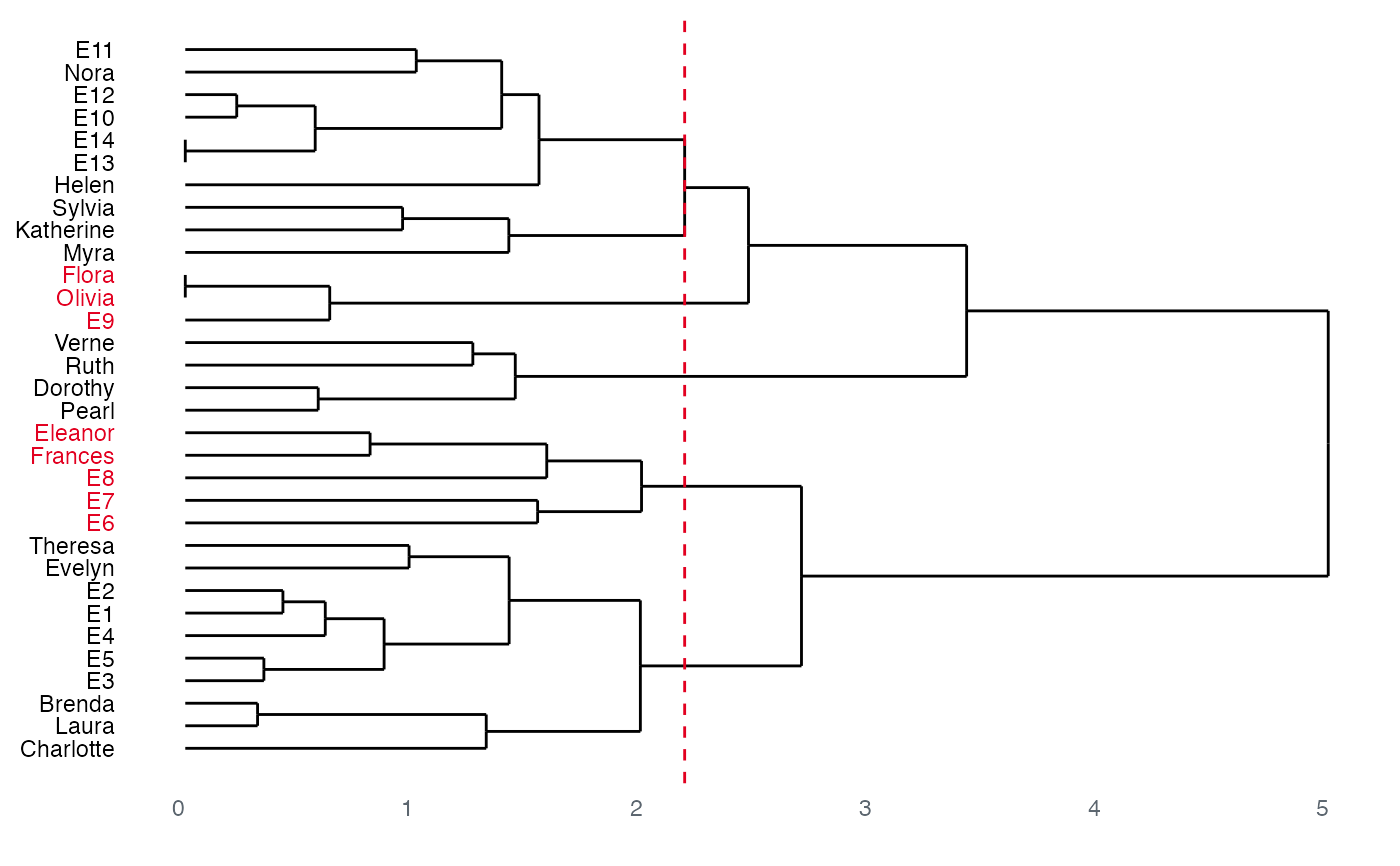 E11
Nora
E12
E10
E14
E13
Helen
Sylvia
Katherine
Myra
Flora
Olivia
E9
Verne
Ruth
Dorothy
Pearl
Eleanor
Frances
E8
E7
E6
Theresa
Evelyn
E2
E1
E4
E5
E3
Brenda
Laura
Charlotte
0 1 2 3 4 5